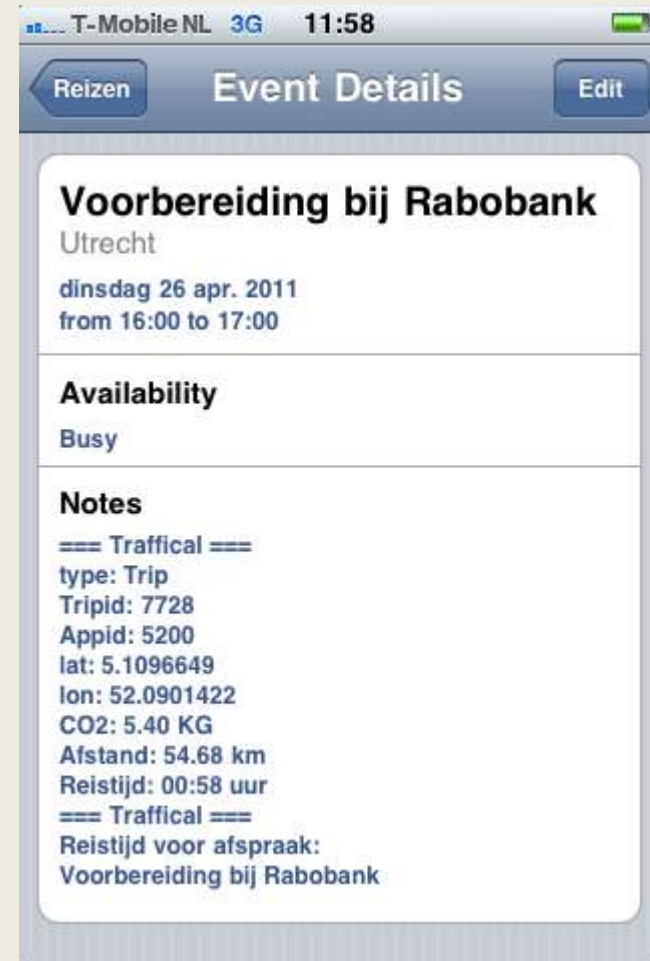 T-Mobile NL 3G 11:58
Reizen Event Details Edit
Voorbereiding bij Rabobank
Utrecht
dinsdag 26 apr. 2011
from 16:00 to 17:00
Availability
Busy
Notes
=== Traffical ===
type: Trip
Tripid: 7728
Appid: 5200
lat: 5.1096649
lon: 52.0901422
CO2: 5.40 KG
Afstand: 54.68 km
Reistijd: 00:58 uur
=== Traffical ===
Reistijd voor afspraak:
Voorbereiding bij Rabobank